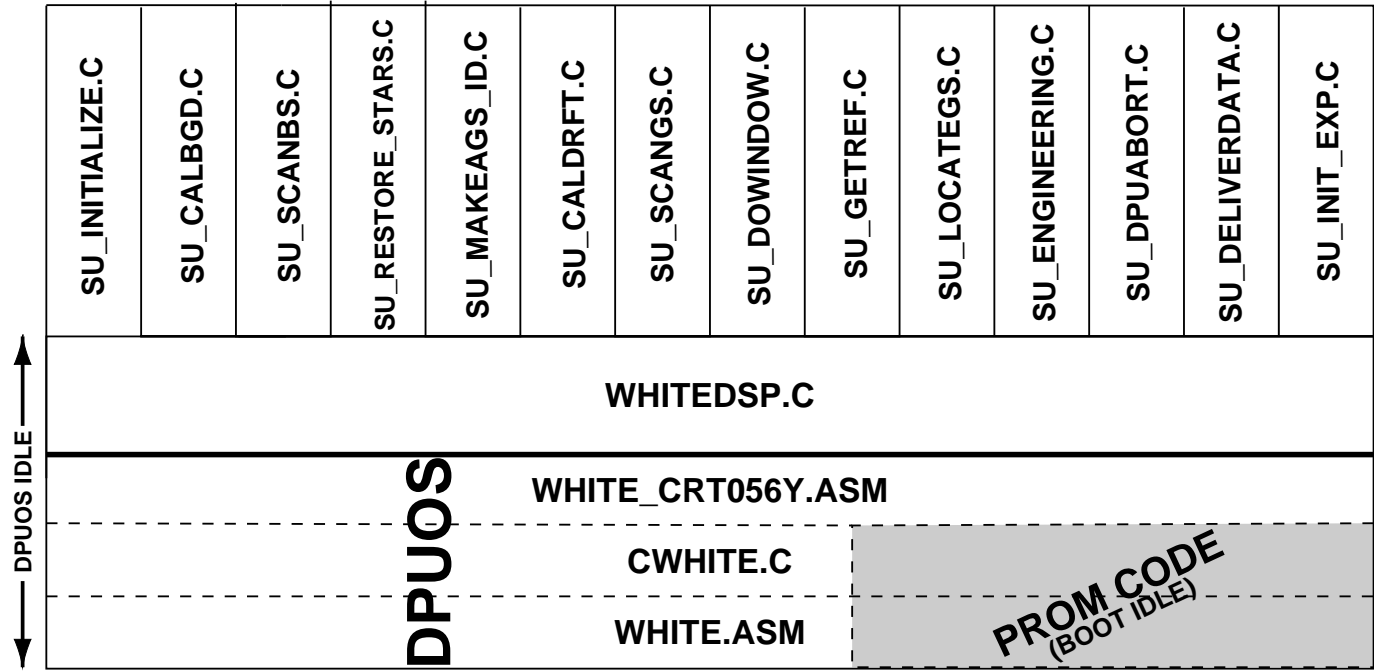 SU_INITIALIZE.C
SU_CALBGD.C
SU_SCANBS.C
SU_RESTORE_STARS.C
SU_MAKEAGS_ID.C
SU_CALDRFT.C
SU_SCANGS.C
SU_DOWINDOW.C
SU_GETREF.C
SU_LOCATEGS.C
SU_ENGINEERING.C
SU_DPUABORT.C
SU_DELIVERDATA.C
SU_INIT_EXP.C
DPUOS IDLE
WHITEDSP.C
DPUOS
WHITE_CRT056Y.ASM
CWHITE.C
WHITE.ASM
PROM CODE
(BOOT IDLE)